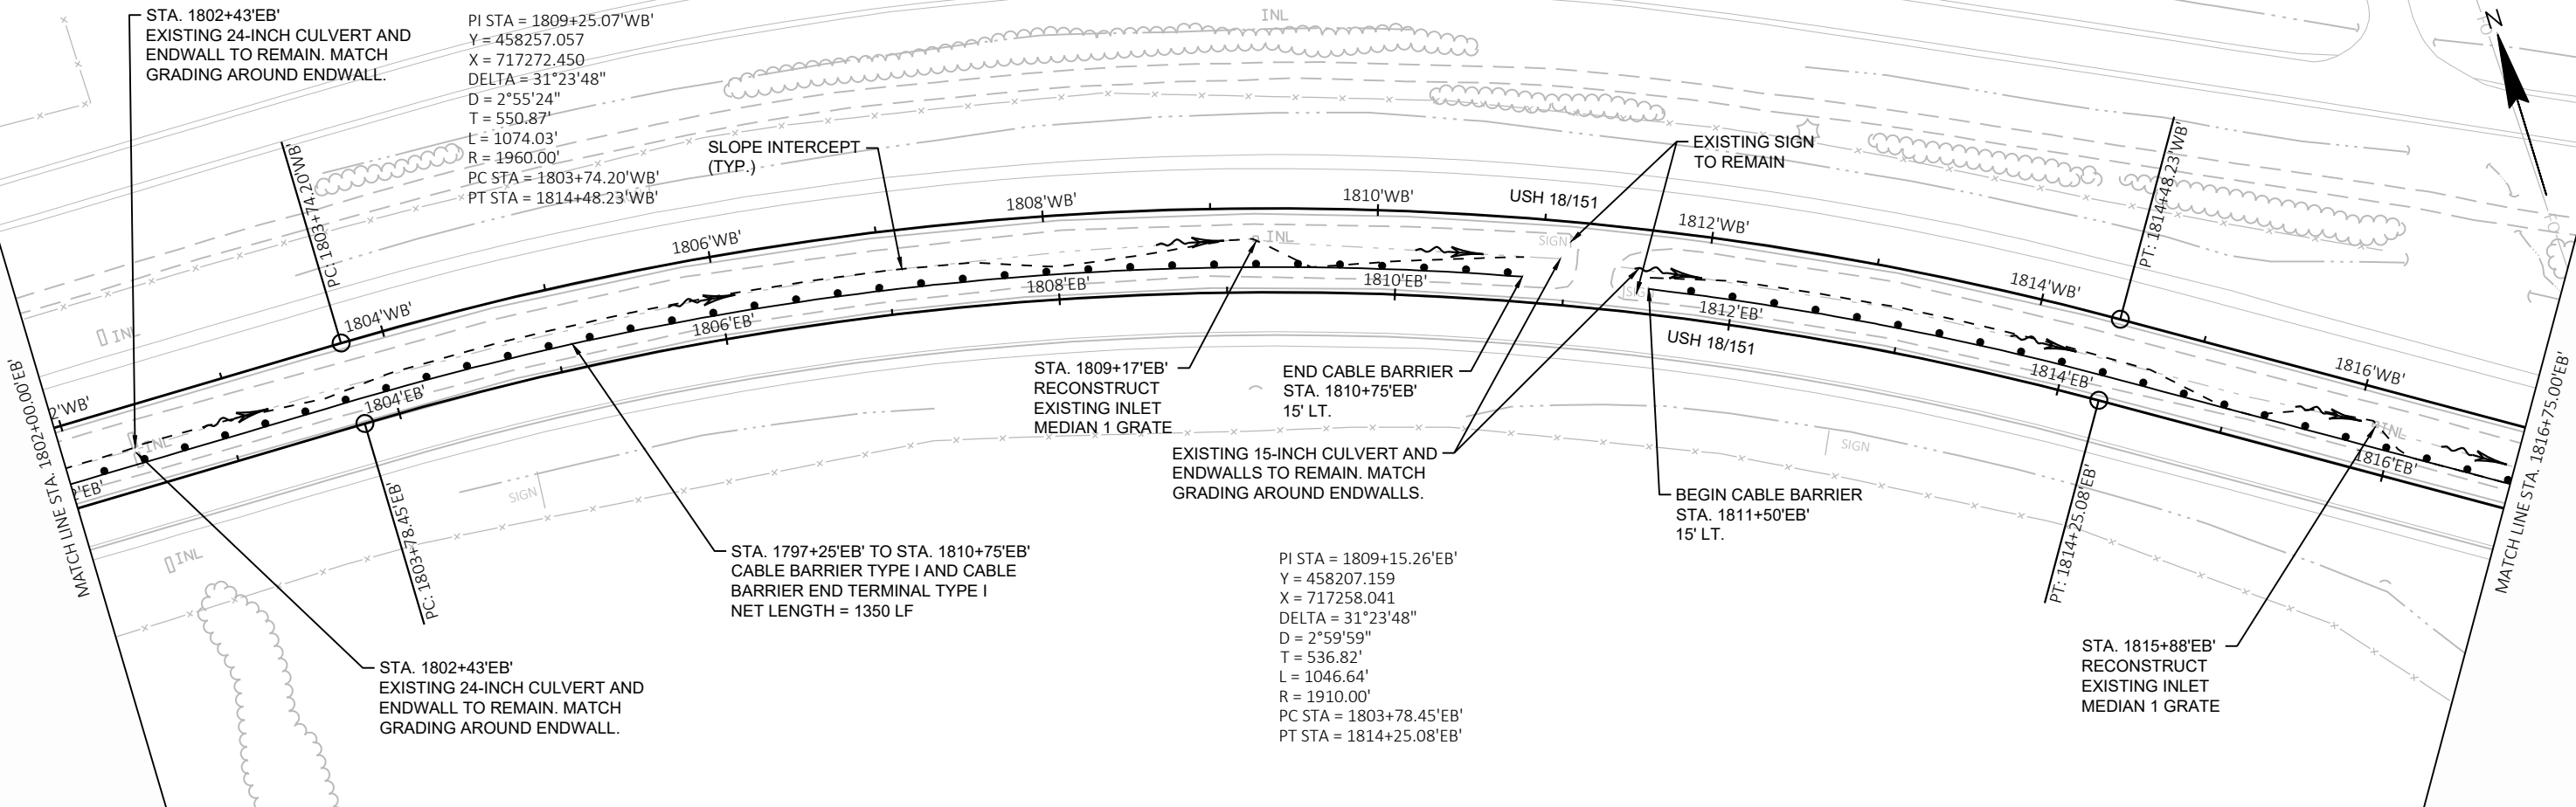 STA. 1802+43'EB'
EXISTING 24-INCH CULVERT AND
ENDWALL TO REMAIN. MATCH
GRADING AROUND ENDWALL.
PI STA = 1809+25.07'WB'
Y = 458257.057
X = 717272.450
DELTA = 31°23'48"
D = 2°55'24"
T = 550.87'
L = 1074.03'
R = 1960.00'
PC STA = 1803+74.20'WB'
PT STA = 1814+48.23'WB'
INL
N
SLOPE INTERCEPT
(TYP.)
EXISTING SIGN
TO REMAIN
PC: 1803+74.20'WB'
PT: 1814+48.23'WB'
2'WB'
1804'WB'
1806'WB'
1808'WB'
1810'WB'
USH 18/151
1812'WB'
1814'WB'
1816'WB'
INL
INL
INL
SIGN
SIGN
INL
2'EB'
1804'EB'
1806'EB'
1808'EB'
1810'EB'
1812'EB'
USH 18/151
1814'EB'
1816'EB'
MATCH LINE STA. 1802+00.00'EB'
MATCH LINE STA. 1816+75.00'EB'
PC: 1803+78.45'EB'
PT: 1814+25.08'EB'
INL
SIGN
SIGN
STA. 1809+17'EB'
RECONSTRUCT
EXISTING INLET
MEDIAN 1 GRATE
END CABLE BARRIER
STA. 1810+75'EB'
15' LT.
EXISTING 15-INCH CULVERT AND
ENDWALLS TO REMAIN. MATCH
GRADING AROUND ENDWALLS.
BEGIN CABLE BARRIER
STA. 1811+50'EB'
15' LT.
STA. 1797+25'EB' TO STA. 1810+75'EB'
CABLE BARRIER TYPE I AND CABLE
BARRIER END TERMINAL TYPE I
NET LENGTH = 1350 LF
PI STA = 1809+15.26'EB'
Y = 458207.159
X = 717258.041
DELTA = 31°23'48"
D = 2°59'59"
T = 536.82'
L = 1046.64'
R = 1910.00'
PC STA = 1803+78.45'EB'
PT STA = 1814+25.08'EB'
STA. 1802+43'EB'
EXISTING 24-INCH CULVERT AND
ENDWALL TO REMAIN. MATCH
GRADING AROUND ENDWALL.
STA. 1815+88'EB'
RECONSTRUCT
EXISTING INLET
MEDIAN 1 GRATE